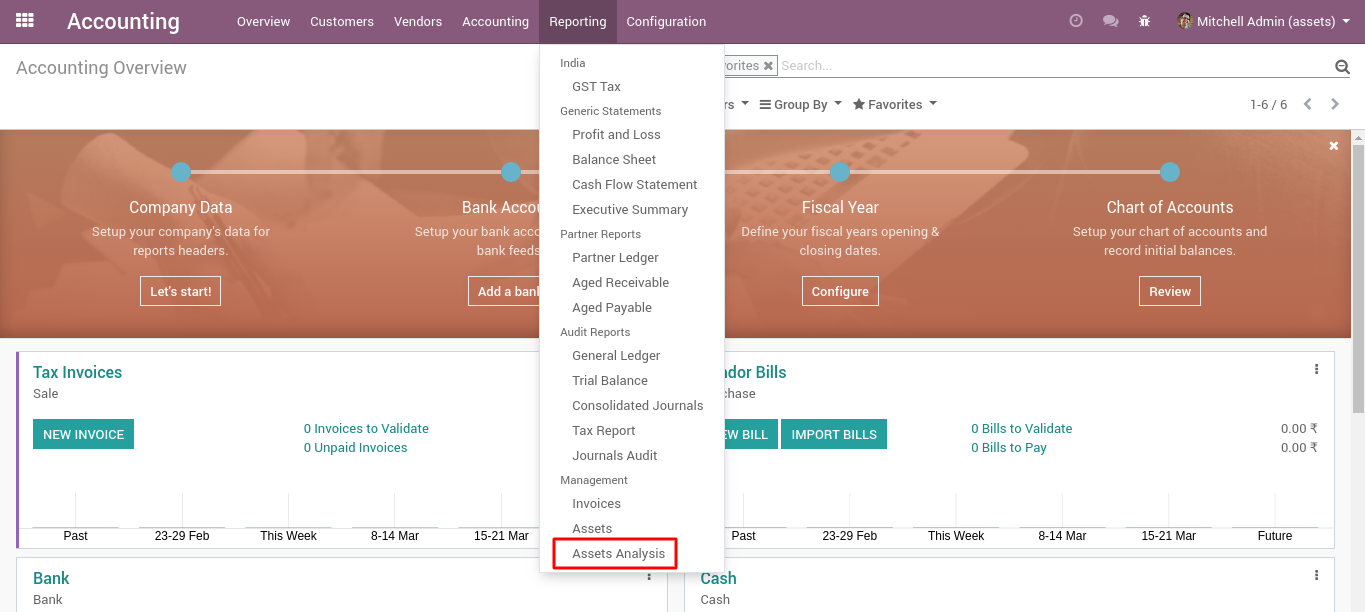 Accounting
Overview Customers Vendors Accounting Reporting Configuration
Mitchell Admin (assets)
Accounting Overview
Search...
Group By Favorites
1-6 / 6
India
GST Tax
Generic Statements
Profit and Loss
Balance Sheet
Cash Flow Statement
Executive Summary
Partner Reports
Partner Ledger
Aged Receivable
Aged Payable
Audit Reports
General Ledger
Trial Balance
Consolidated Journals
Tax Report
Journals Audit
Management
Invoices
Assets
Assets Analysis
Company Data
Setup your company's data for
reports headers.
Let's start!
Bank Accou
Setup your bank acco
bank feeds
Add a bank
Fiscal Year
Define your fiscal years opening &
closing dates.
Configure
Chart of Accounts
Setup your chart of accounts and
record initial balances.
Review
Tax Invoices
Sale
NEW INVOICE
0 Invoices to Validate
0 Unpaid Invoices
Past 23-29 Feb This Week 8-14 Mar 15-21 Mar
dor Bills
chase
EW BILL IMPORT BILLS
0 Bills to Validate 0.00 ₹
0 Bills to Pay 0.00 ₹
Past 23-29 Feb This Week 8-14 Mar 15-21 Mar Future
Bank
Bank
Cash
Cash